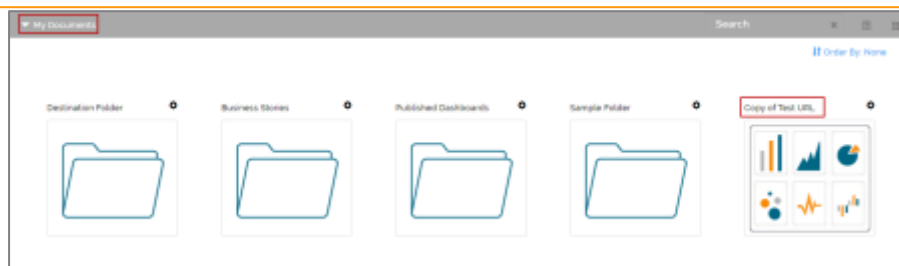 My Documents Search
Order By: None
Destination Folder Business Stories Published Dashboards Sample Folder Copy of Test URL